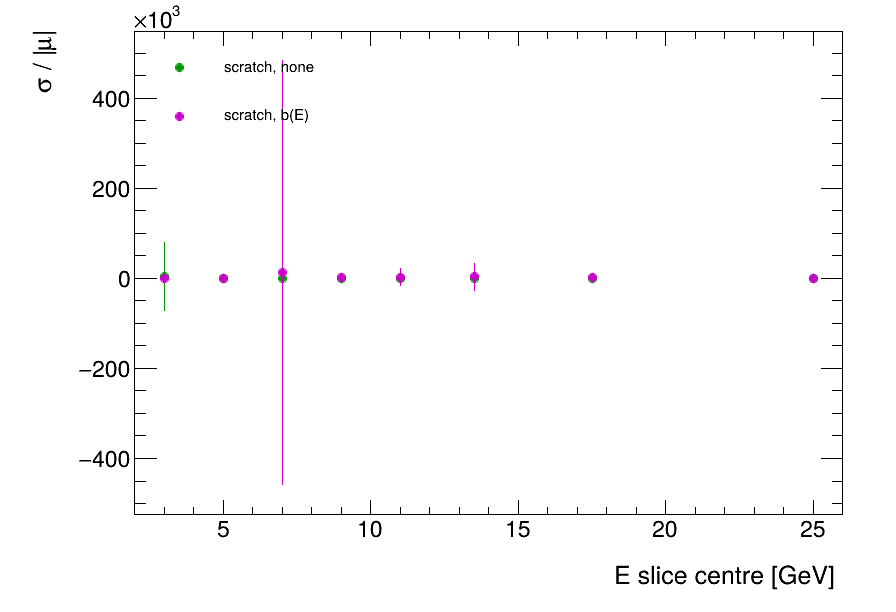 ×10³
σ / |μ|
scratch, none
scratch, b(E)
400
200
0
−200
−400
5 10 15 20 25
E slice centre [GeV]